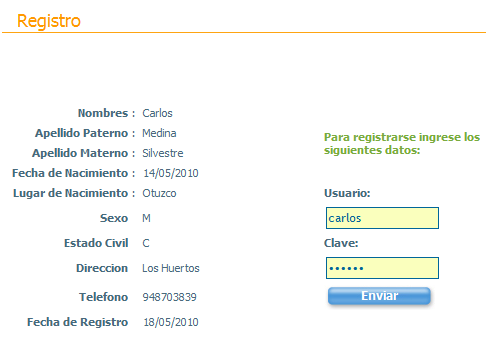 Registro
Nombres : Carlos
Apellido Paterno : Medina
Apellido Materno : Silvestre
Fecha de Nacimiento : 14/05/2010
Lugar de Nacimiento : Otuzco
Sexo M
Estado Civil C
Direccion Los Huertos
Telefono 948703839
Fecha de Registro 18/05/2010
Para registrarse ingrese los
siguientes datos:
Usuario:
carlos
Clave:
••••••
Enviar